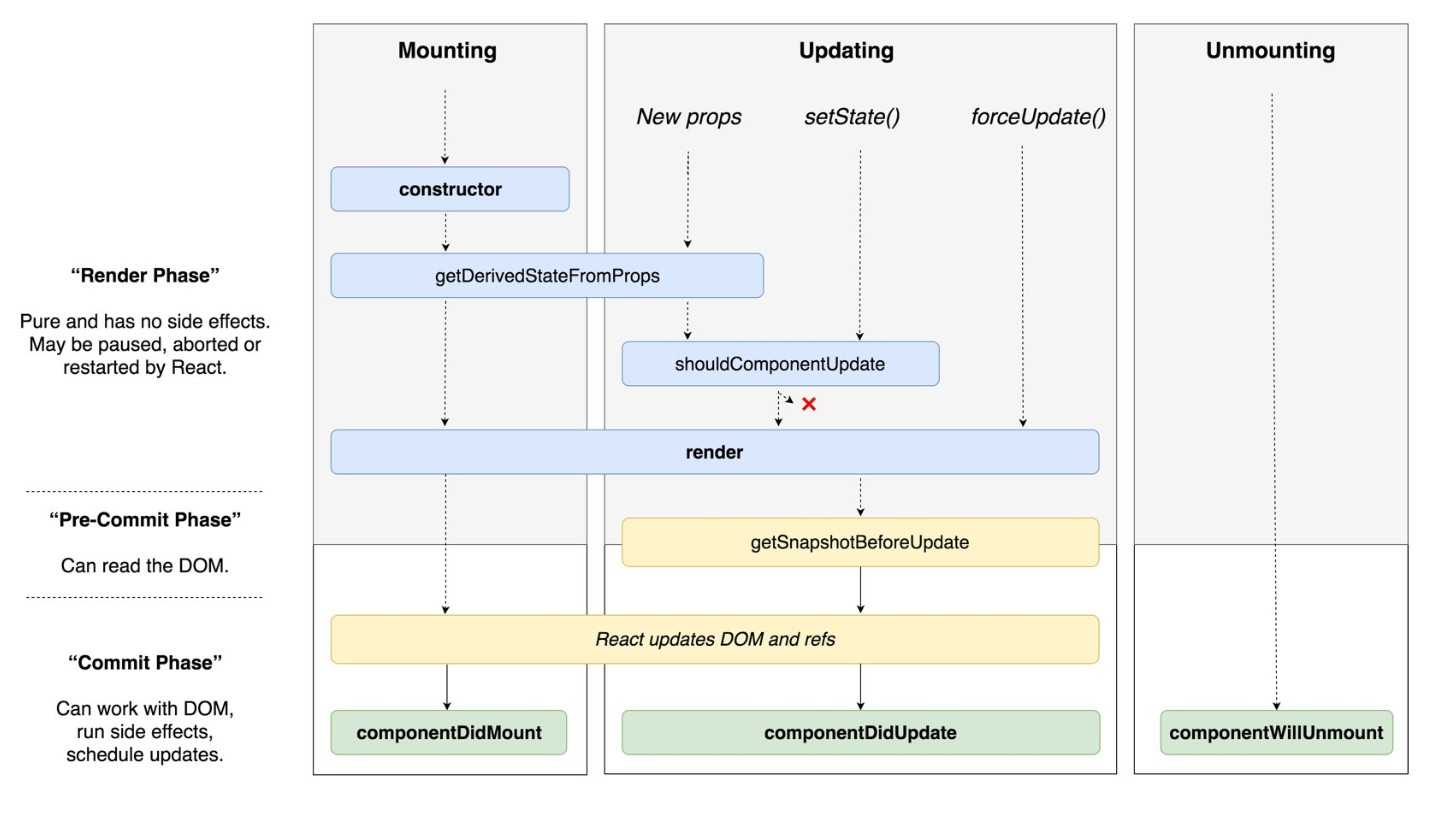 Mounting
Updating
Unmounting
New props
setState()
forceUpdate()
constructor
“Render Phase”
getDerivedStateFromProps
Pure and has no side effects.
May be paused, aborted or
restarted by React.
shouldComponentUpdate
render
“Pre-Commit Phase”
getSnapshotBeforeUpdate
Can read the DOM.
React updates DOM and refs
“Commit Phase”
Can work with DOM,
run side effects,
schedule updates.
componentDidMount
componentDidUpdate
componentWillUnmount